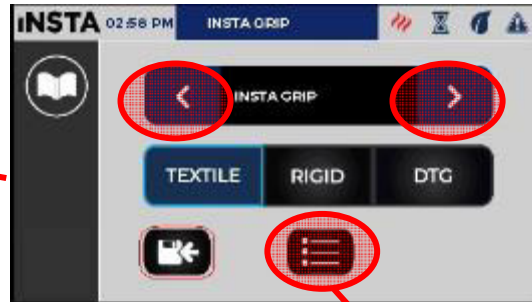 INSTA 02:58 PM INSTA GRIP
INSTA GRIP
TEXTILE RIGID DTG